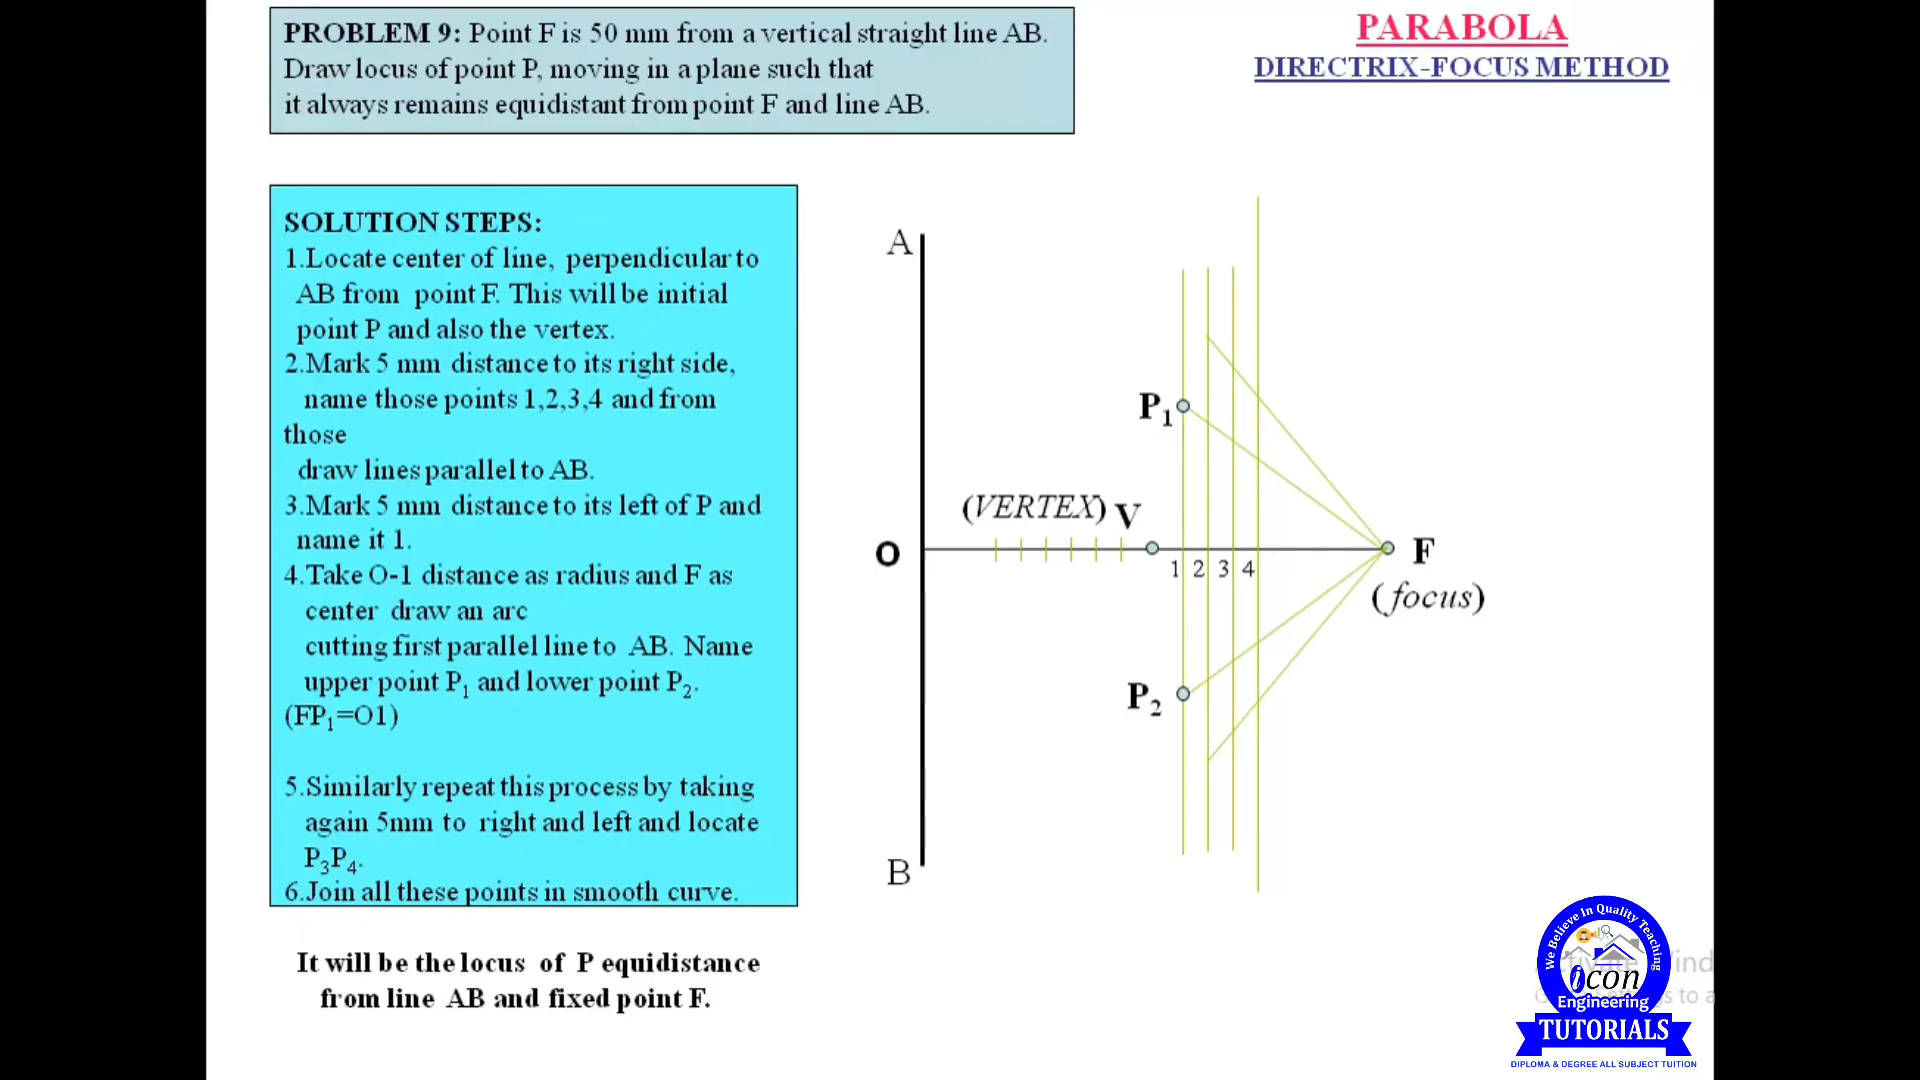 PROBLEM 9: Point F is 50 mm from a vertical straight line AB.
Draw locus of point P, moving in a plane such that
it always remains equidistant from point F and line AB.
PARABOLA
DIRECTRIX-FOCUS METHOD
SOLUTION STEPS:
1.Locate center of line, perpendicular to
AB from point F. This will be initial
point P and also the vertex.
2.Mark 5 mm distance to its right side,
name those points 1,2,3,4 and from
those
draw lines parallel to AB.
3.Mark 5 mm distance to its left of P and
name it 1.
4.Take O-1 distance as radius and F as
center draw an arc
cutting first parallel line to AB. Name
upper point P1 and lower point P2.
(FP1=O1)
5.Similarly repeat this process by taking
again 5mm to right and left and locate
P3P4.
6.Join all these points in smooth curve.
It will be the locus of P equidistance
from line AB and fixed point F.
A
P1
(VERTEX) V
O
F
1 2 3 4
(focus)
P2
B
We Believe In Quality Teaching
icon
Engineering
TUTORIALS
DIPLOMA & DEGREE ALL SUBJECT TUITION